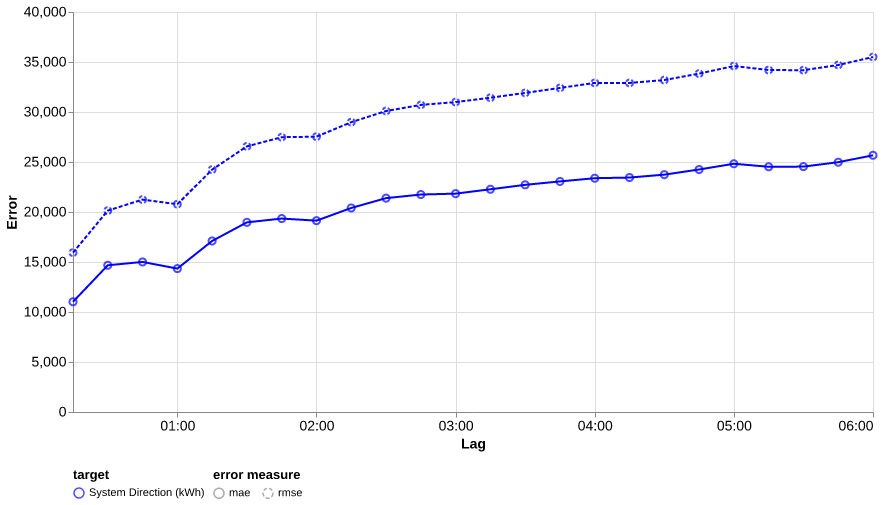 40,000
35,000
30,000
25,000
20,000
15,000
10,000
5,000
0
Error
01:00 02:00 03:00 04:00 05:00 06:00
Lag
target error measure
System Direction (kWh) mae rmse